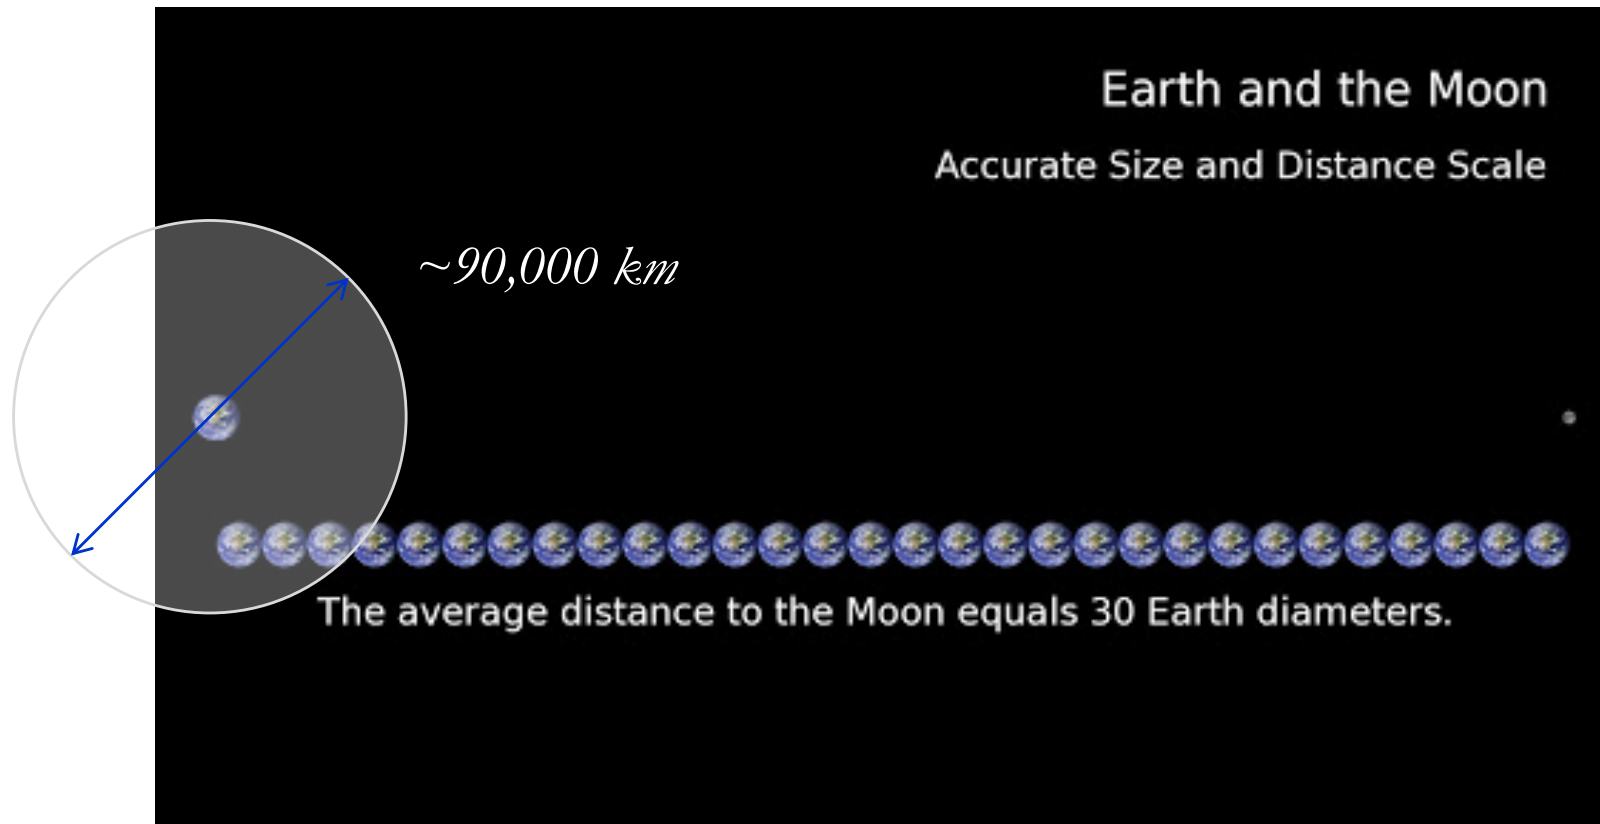 Earth and the Moon
Accurate Size and Distance Scale
~90,000 km
The average distance to the Moon equals 30 Earth diameters.